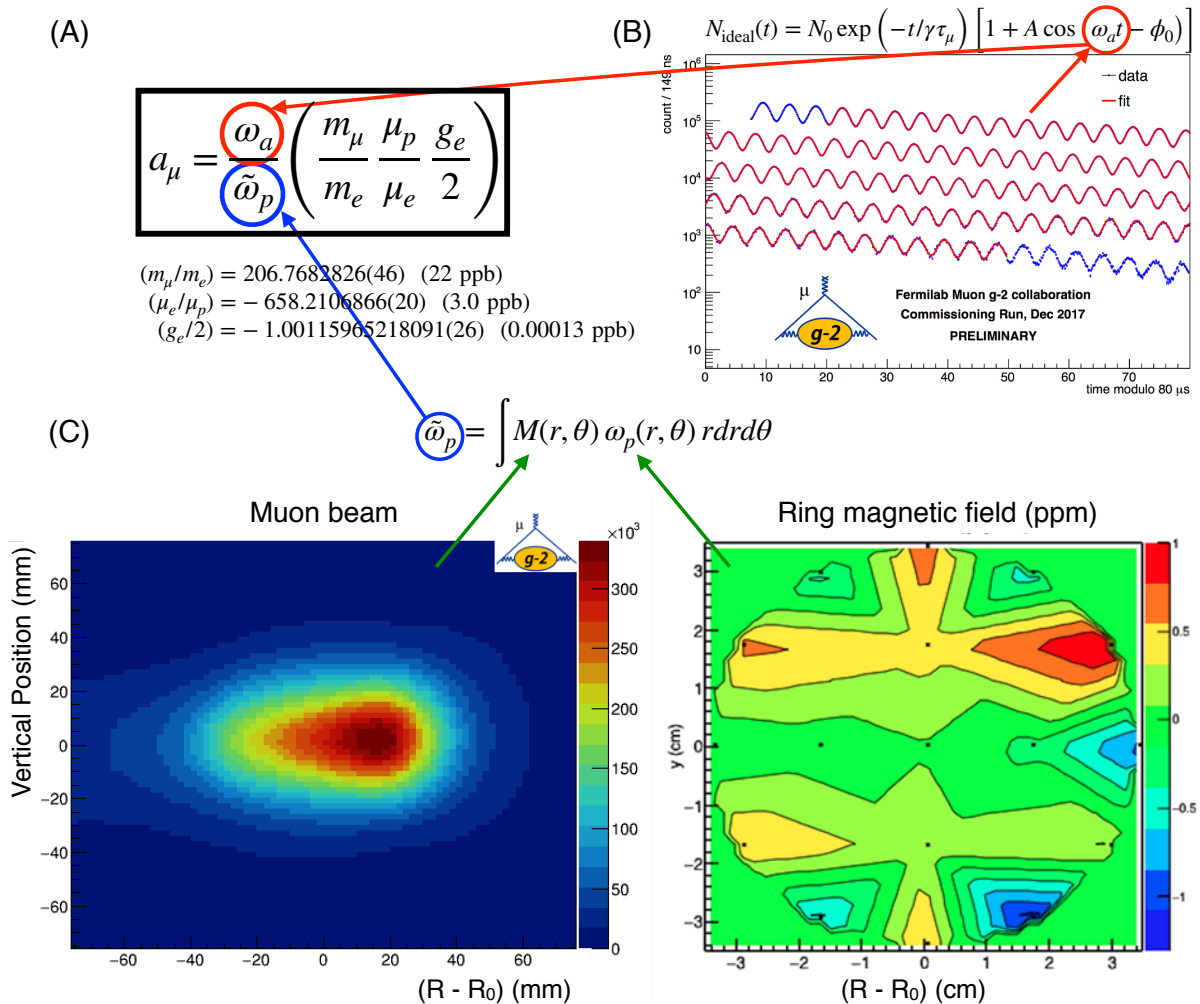 (A)
a_μ = ω_a / ω̃_p ( m_μ / m_e μ_p / μ_e g_e / 2 )
(m_μ/m_e) = 206.7682826(46) (22 ppb)
(μ_e/μ_p) = − 658.2106866(20) (3.0 ppb)
(g_e/2) = − 1.00115965218091(26) (0.00013 ppb)
(B)
N_ideal(t) = N_0 exp (−t/γτ_μ) [1 + A cos ω_a t − ϕ_0)]
count / 149 ns
10^6
10^5
10^4
10^3
10^2
10
data
fit
μ
g-2
Fermilab Muon g-2 collaboration
Commissioning Run, Dec 2017
PRELIMINARY
0 10 20 30 40 50 60 70
time modulo 80 μs
(C)
ω̃_p = ∫ M(r, θ) ω_p(r, θ) rdrdθ
Muon beam
μ
g-2
×10^3
Vertical Position (mm)
60
40
20
0
−20
−40
−60
−60 −40 −20 0 20 40 60
(R - R_0) (mm)
300
250
200
150
100
50
0
Ring magnetic field (ppm)
y (cm)
3
2
1
0
−1
−2
−3
−3 −2 −1 0 1 2 3
(R - R_0) (cm)
1
0.5
0
-0.5
-1